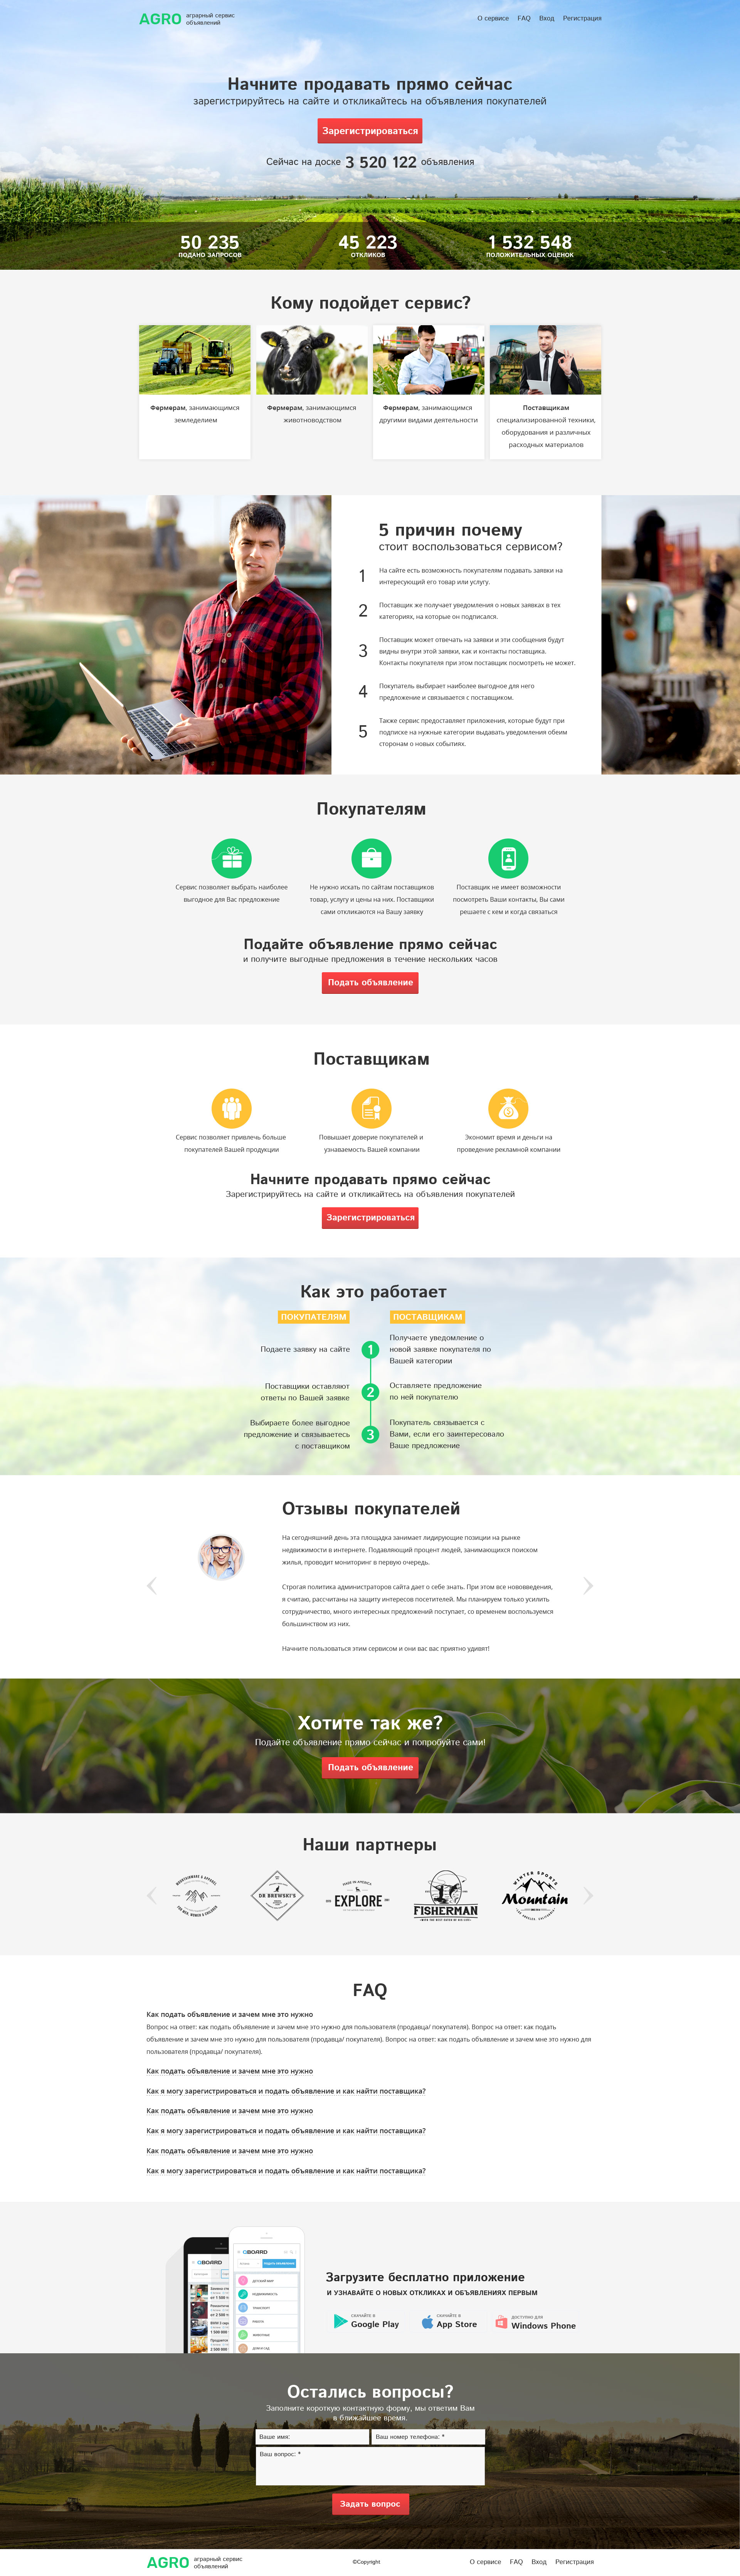 AGRO
аграрный сервис
объявлений
О сервисе FAQ Вход Регистрация
Начните продавать прямо сейчас
зарегистрируйтесь на сайте и откликайтесь на объявления покупателей
Зарегистрироваться
Сейчас на доске 3 520 122 объявления
50 235 45 223 1 532 548
ПОДАНО ЗАПРОСОВ ОТКЛИКОВ ПОЛОЖИТЕЛЬНЫХ ОЦЕНОК
Кому подойдет сервис?
Фермерам, занимающимся
земледелием
Фермерам, занимающимся
животноводством
Фермерам, занимающимся
другими видами деятельности
Поставщикам
специализированной техники,
оборудования и различных
расходных материалов
5 причин почему
стоит воспользоваться сервисом?
1
На сайте есть возможность покупателям подавать заявки на
интересующий его товар или услугу.
2
Поставщик же получает уведомления о новых заявках в тех
категориях, на которые он подписался.
3
Поставщик может отвечать на заявки и эти сообщения будут
видны внутри этой заявки, как и контакты поставщика.
Контакты покупателя при этом поставщик посмотреть не может.
4
Покупатель выбирает наиболее выгодное для него
предложение и связывается с поставщиком.
5
Также сервис предоставляет приложения, которые будут при
подписке на нужные категории выдавать уведомления обеим
сторонам о новых событиях.
Покупателям
Сервис позволяет выбрать наиболее
выгодное для Вас предложение
Не нужно искать по сайтам поставщиков
товар, услугу и цены на них. Поставщики
сами откликаются на Вашу заявку
Поставщик не имеет возможности
посмотреть Ваши контакты, Вы сами
решаете с кем и когда связаться
Подайте объявление прямо сейчас
и получите выгодные предложения в течение нескольких часов
Подать объявление
Поставщикам
Сервис позволяет привлечь больше
покупателей Вашей продукции
Повышает доверие покупателей и
узнаваемость Вашей компании
Экономит время и деньги на
проведение рекламной компании
Начните продавать прямо сейчас
Зарегистрируйтесь на сайте и откликайтесь на объявления покупателей
Зарегистрироваться
Как это работает
ПОКУПАТЕЛЯМ ПОСТАВЩИКАМ
Подаете заявку на сайте
1
Получаете уведомление о
новой заявке покупателя по
Вашей категории
Поставщики оставляют
ответы по Вашей заявке
2
Оставляете предложение
по ней покупателю
Выбираете более выгодное
предложение и связываетесь
с поставщиком
3
Покупатель связывается с
Вами, если его заинтересовало
Ваше предложение
Отзывы покупателей
На сегодняшний день эта площадка занимает лидирующие позиции на рынке
недвижимости в интернете. Подавляющий процент людей, занимающихся поиском
жилья, проводит мониторинг в первую очередь.
Строгая политика администраторов сайта дает о себе знать. При этом все нововведения,
я считаю, рассчитаны на защиту интересов посетителей. Мы планируем только усилить
сотрудничество, много интересных предложений поступает, со временем воспользуемся
большинством из них.
Начните пользоваться этим сервисом и они вас вас приятно удивят!
Хотите так же?
Подайте объявление прямо сейчас и попробуйте сами!
Подать объявление
Наши партнеры
DR BREWSKI'S
MADE IN AMERICA
EXPLORE
FISHERMAN
WINTER SPORTS
Mountain
LOS ANGELES, CALIFORNIA
FAQ
Как подать объявление и зачем мне это нужно
Вопрос на ответ: как подать объявление и зачем мне это нужно для пользователя (продавца/ покупателя). Вопрос на ответ: как подать
объявление и зачем мне это нужно для пользователя (продавца/ покупателя). Вопрос на ответ: как подать объявление и зачем мне это нужно для
пользователя (продавца/ покупателя).
Как подать объявление и зачем мне это нужно
Как я могу зарегистрироваться и подать объявление и как найти поставщика?
Как подать объявление и зачем мне это нужно
Как я могу зарегистрироваться и подать объявление и как найти поставщика?
Как подать объявление и зачем мне это нужно
Как я могу зарегистрироваться и подать объявление и как найти поставщика?
QBOARD
QBOARD
ДЕТСКИЙ МИР
НЕДВИЖИМОСТЬ
ТРАНСПОРТ
РАБОТА
ЖИВОТНЫЕ
ДОМ И САД
Загрузите бесплатно приложение
И УЗНАВАЙТЕ О НОВЫХ ОТКЛИКАХ И ОБЪЯВЛЕНИЯХ ПЕРВЫМ
СКАЧАЙТЕ В
Google Play
СКАЧАЙТЕ В
App Store
ДОСТУПНО ДЛЯ
Windows Phone
Остались вопросы?
Заполните короткую контактную форму, мы ответим Вам
в ближайшее время.
Ваше имя: Ваш номер телефона: *
Ваш вопрос: *
Задать вопрос
AGRO
аграрный сервис
объявлений
©Copyright
О сервисе FAQ Вход Регистрация